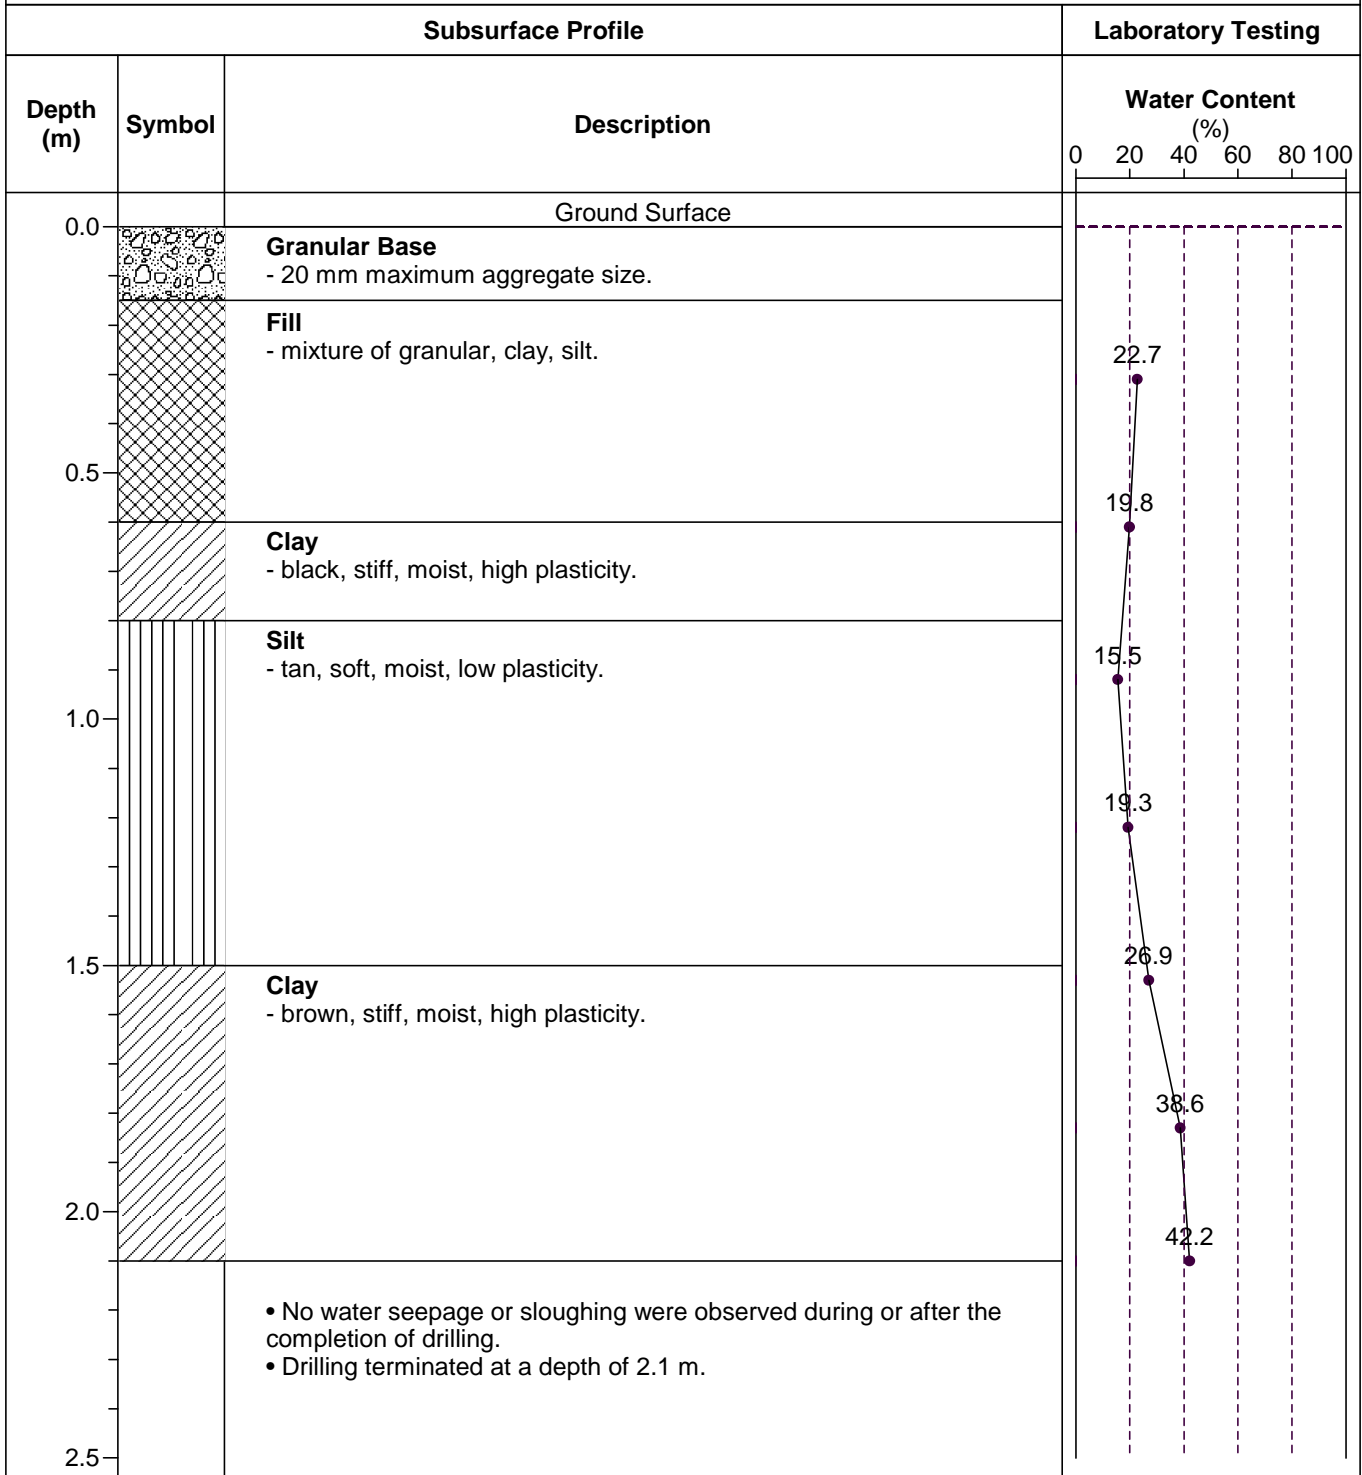 Subsurface Profile
Laboratory Testing
Depth
(m)
Symbol
Description
Water Content
(%)
0 20 40 60 80 100
Ground Surface
0.0
Granular Base
- 20 mm maximum aggregate size.
Fill
- mixture of granular, clay, silt.
22.7
0.5
19.8
Clay
- black, stiff, moist, high plasticity.
Silt
- tan, soft, moist, low plasticity.
15.5
1.0
19.3
26.9
1.5
Clay
- brown, stiff, moist, high plasticity.
38.6
2.0
42.2
• No water seepage or sloughing were observed during or after the
completion of drilling.
• Drilling terminated at a depth of 2.1 m.
2.5